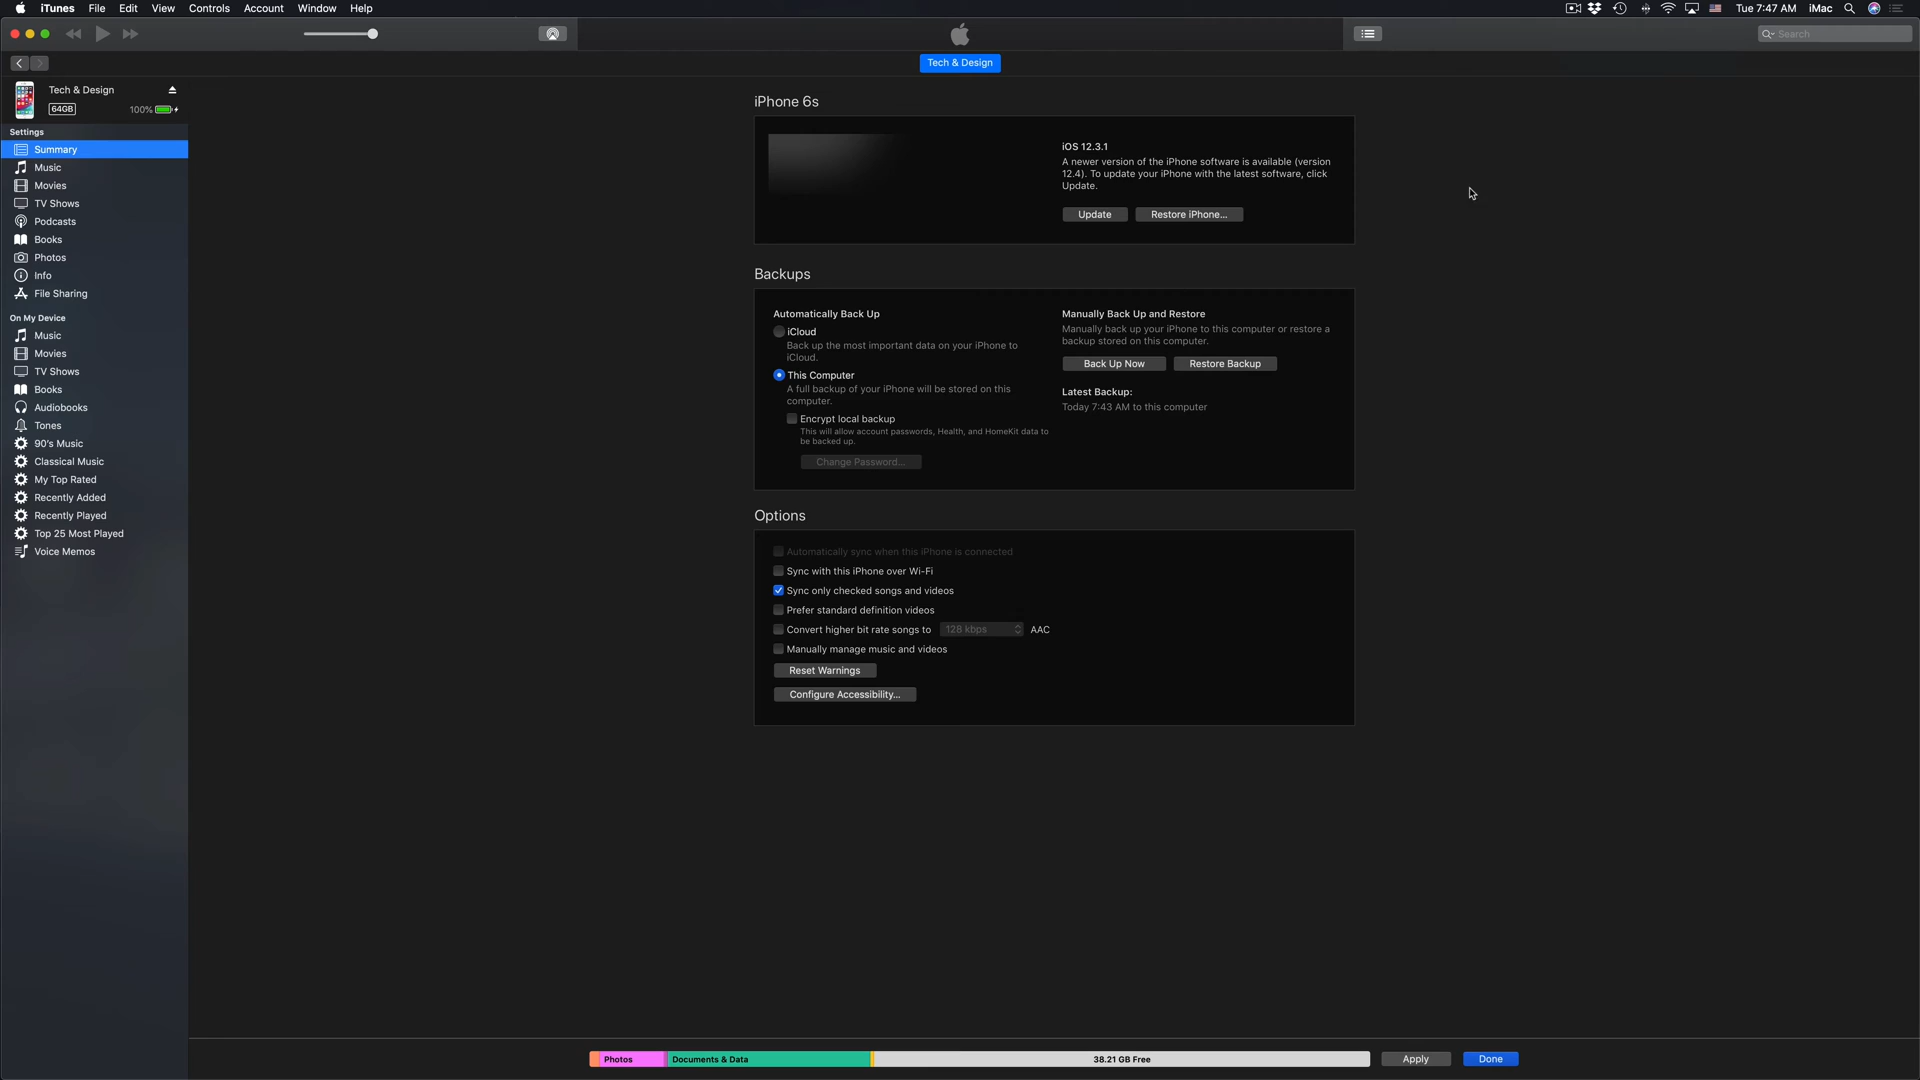 iTunes File Edit View Controls Account Window Help
Tue 7:47 AM iMac
Search
Tech & Design
Tech & Design
64GB 100%
Settings
Summary
Music
Movies
TV Shows
Podcasts
Books
Photos
Info
File Sharing
On My Device
Music
Movies
TV Shows
Books
Audiobooks
Tones
90's Music
Classical Music
My Top Rated
Recently Added
Recently Played
Top 25 Most Played
Voice Memos
iPhone 6s
iOS 12.3.1
A newer version of the iPhone software is available (version
12.4). To update your iPhone with the latest software, click
Update.
Update Restore iPhone...
Backups
Automatically Back Up
iCloud
Back up the most important data on your iPhone to
iCloud.
This Computer
A full backup of your iPhone will be stored on this
computer.
Encrypt local backup
This will allow account passwords, Health, and HomeKit data to
be backed up.
Change Password...
Manually Back Up and Restore
Manually back up your iPhone to this computer or restore a
backup stored on this computer.
Back Up Now Restore Backup
Latest Backup:
Today 7:43 AM to this computer
Options
Automatically sync when this iPhone is connected
Sync with this iPhone over Wi-Fi
Sync only checked songs and videos
Prefer standard definition videos
Convert higher bit rate songs to 128 kbps AAC
Manually manage music and videos
Reset Warnings
Configure Accessibility...
Photos Documents & Data 38.21 GB Free Apply Done